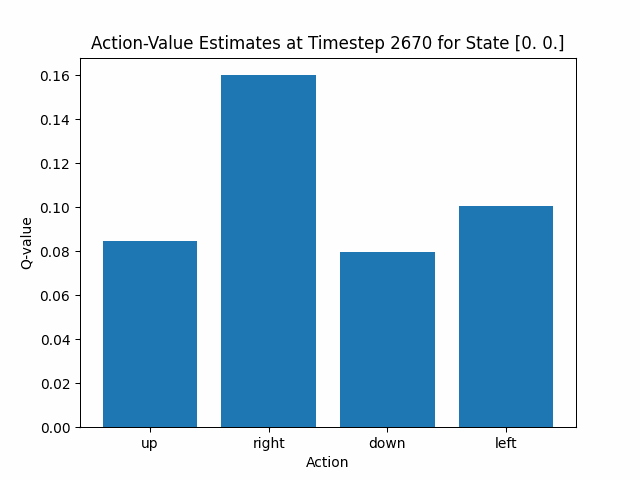 Action-Value Estimates at Timestep 2670 for State [0. 0.]
0.16
0.14
0.12
0.10
0.08
0.06
0.04
0.02
0.00
Q-value
up right down left
Action